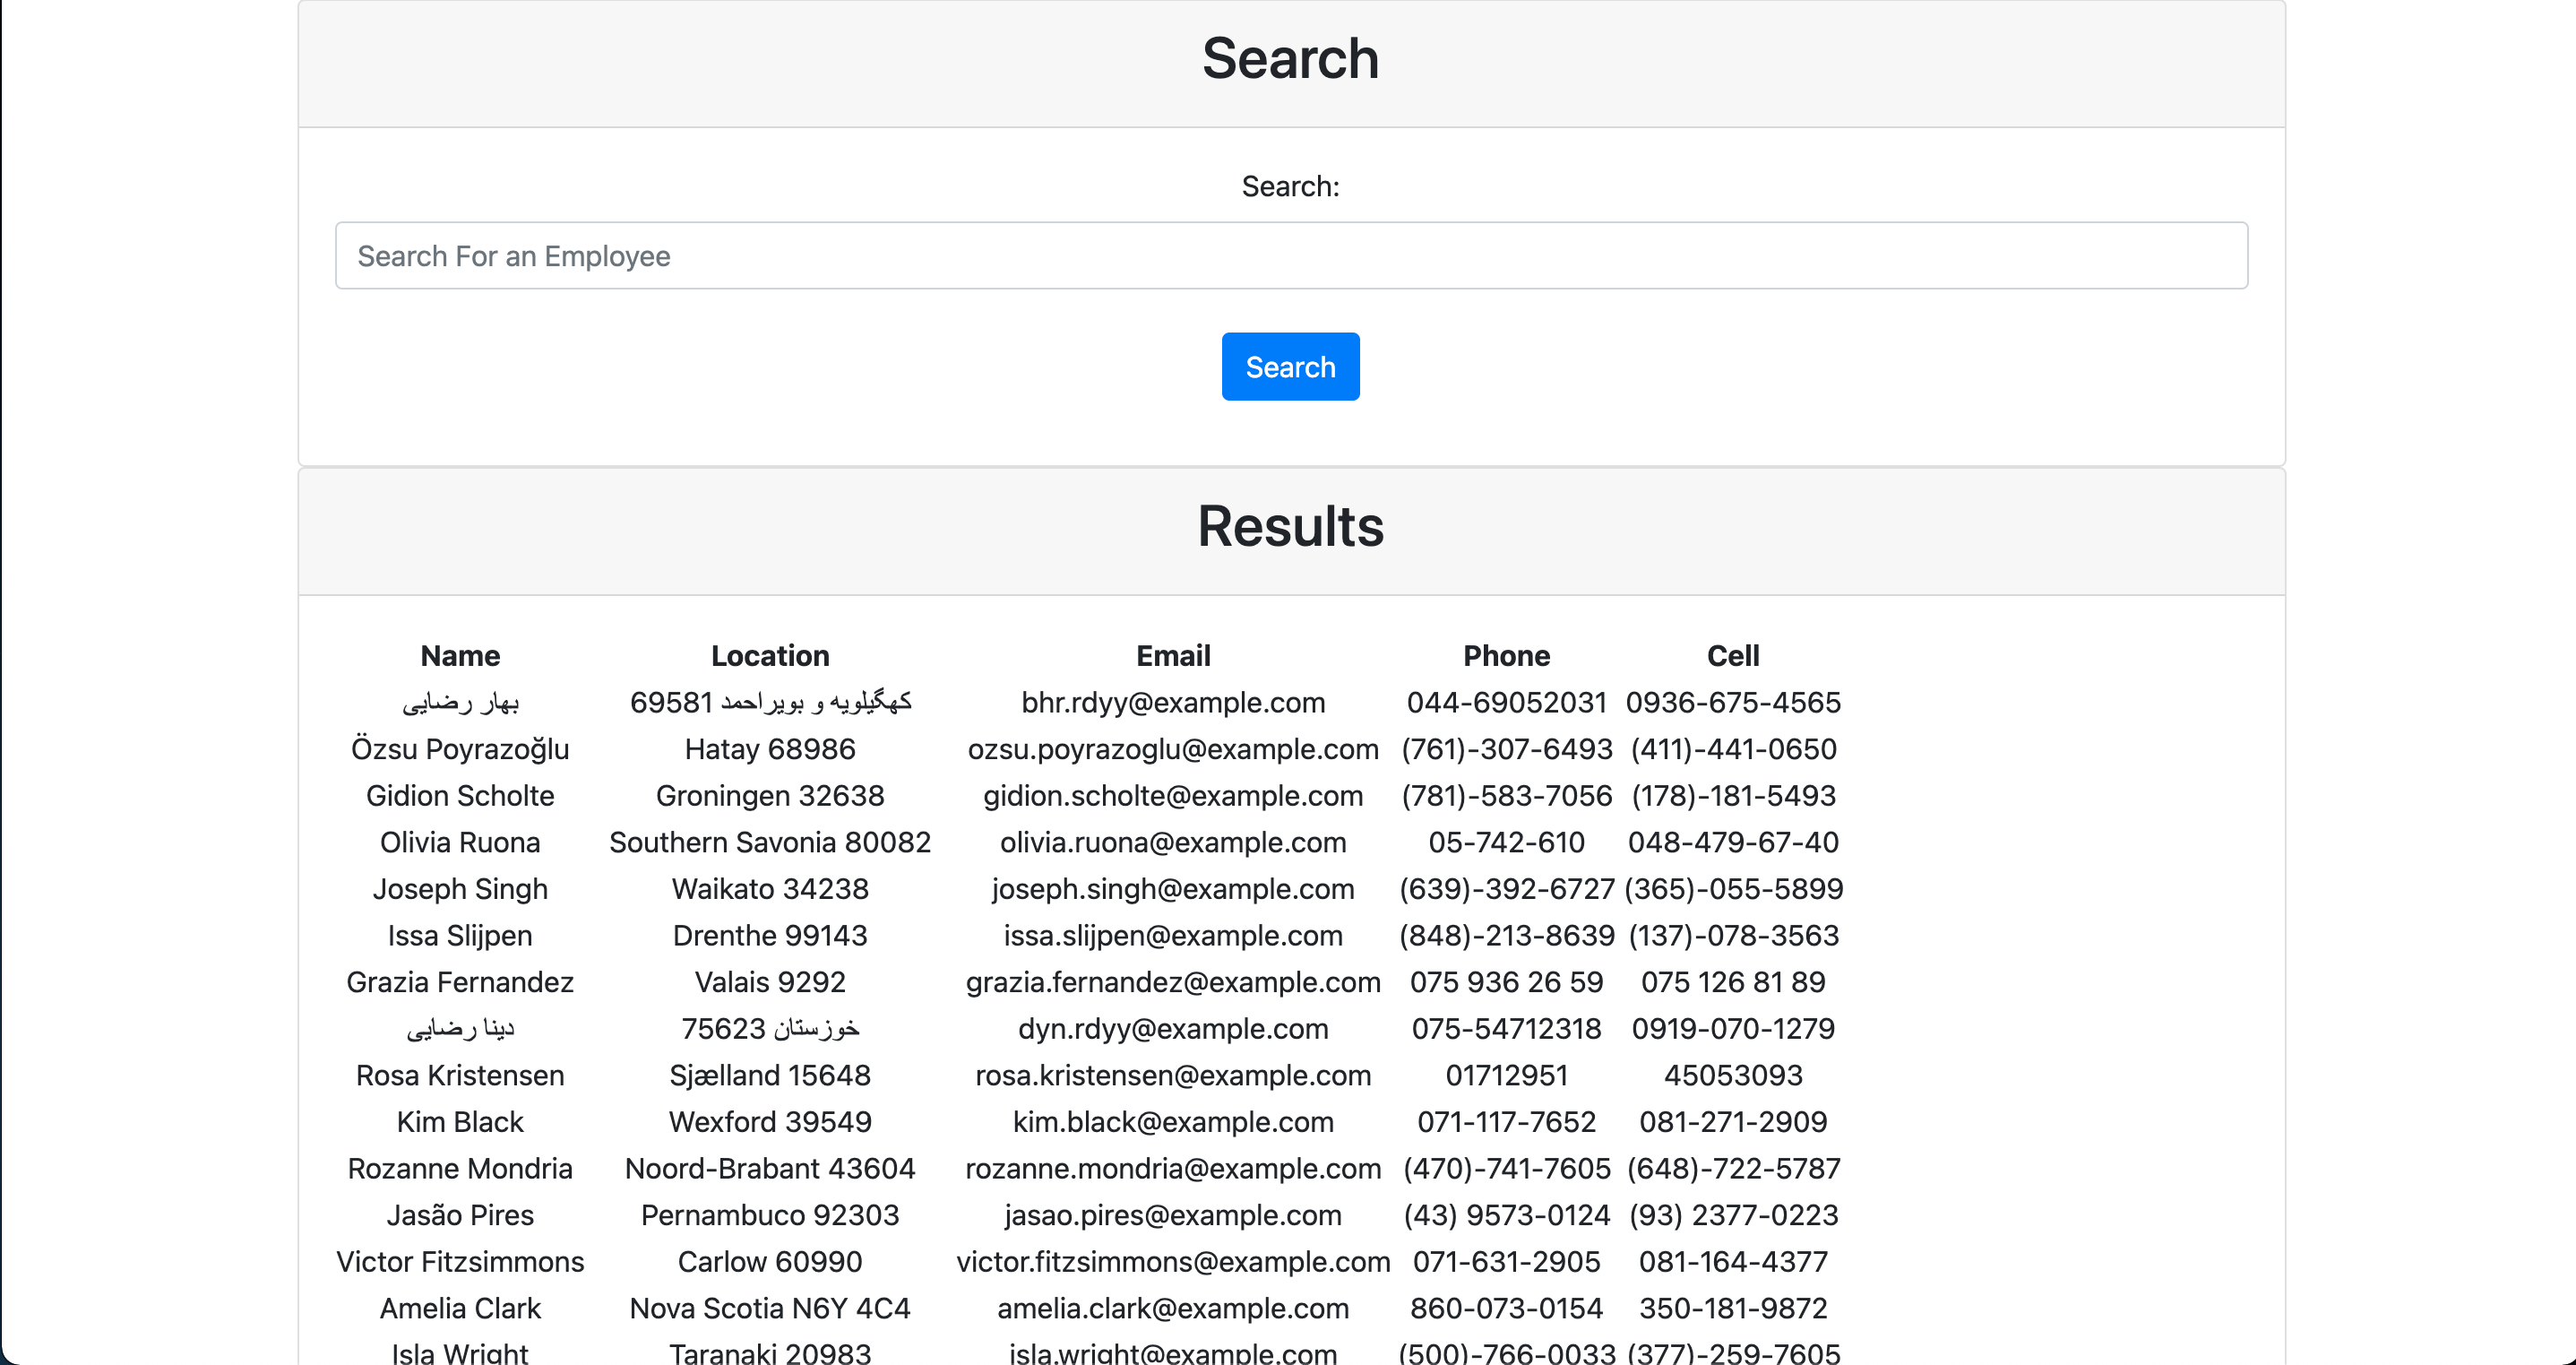 Search
Search:
Search For an Employee
Search
Results
Name Location Email Phone Cell
بهار رضایی کهگیلویه و بویراحمد 69581 bhr.rdyy@example.com 044-69052031 0936-675-4565
Özsu Poyrazoğlu Hatay 68986 ozsu.poyrazoglu@example.com (761)-307-6493 (411)-441-0650
Gidion Scholte Groningen 32638 gidion.scholte@example.com (781)-583-7056 (178)-181-5493
Olivia Ruona Southern Savonia 80082 olivia.ruona@example.com 05-742-610 048-479-67-40
Joseph Singh Waikato 34238 joseph.singh@example.com (639)-392-6727 (365)-055-5899
Issa Slijpen Drenthe 99143 issa.slijpen@example.com (848)-213-8639 (137)-078-3563
Grazia Fernandez Valais 9292 grazia.fernandez@example.com 075 936 26 59 075 126 81 89
دینا رضایی خوزستان 75623 dyn.rdyy@example.com 075-54712318 0919-070-1279
Rosa Kristensen Sjælland 15648 rosa.kristensen@example.com 01712951 45053093
Kim Black Wexford 39549 kim.black@example.com 071-117-7652 081-271-2909
Rozanne Mondria Noord-Brabant 43604 rozanne.mondria@example.com (470)-741-7605 (648)-722-5787
Jasão Pires Pernambuco 92303 jasao.pires@example.com (43) 9573-0124 (93) 2377-0223
Victor Fitzsimmons Carlow 60990 victor.fitzsimmons@example.com 071-631-2905 081-164-4377
Amelia Clark Nova Scotia N6Y 4C4 amelia.clark@example.com 860-073-0154 350-181-9872
Isla Wright Taranaki 20983 isla.wright@example.com (500)-766-0033 (377)-259-7605